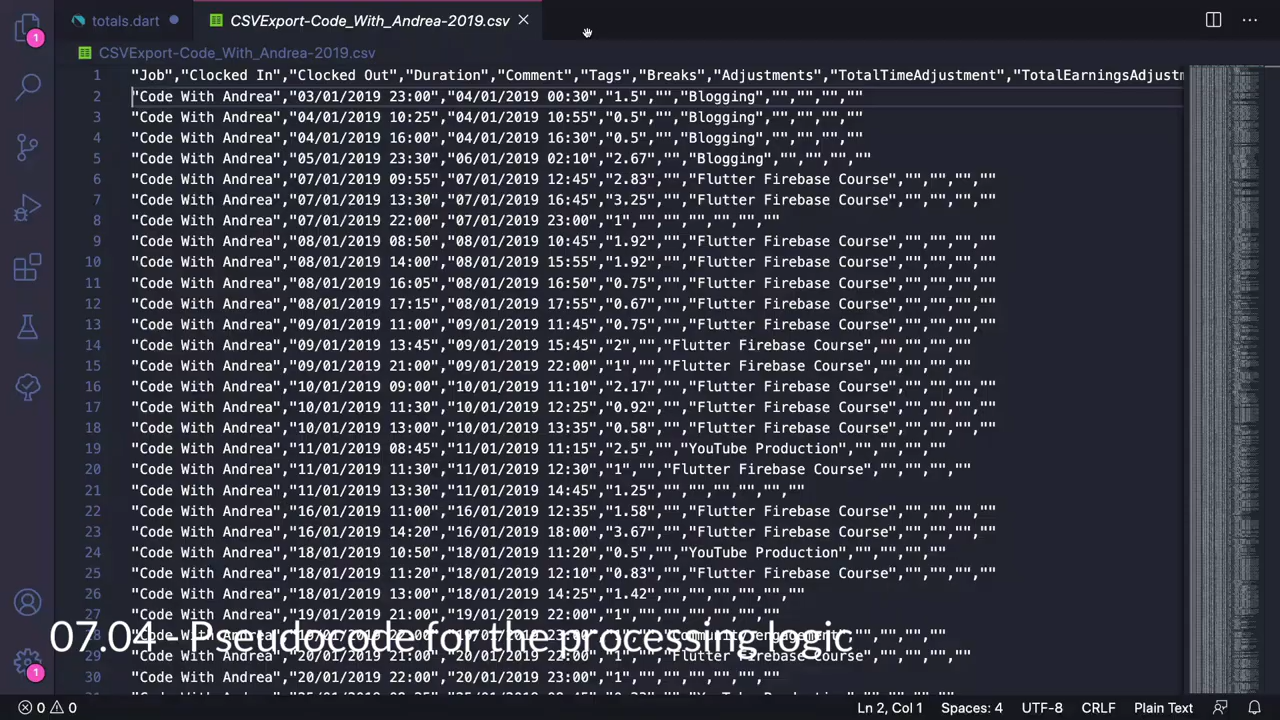 totals.dart
CSVExport-Code_With_Andrea-2019.csv
CSVExport-Code_With_Andrea-2019.csv
1 "Job","Clocked In","Clocked Out","Duration","Comment","Tags","Breaks","Adjustments","TotalTimeAdjustment","TotalEarningsAdjustm
2 "Code With Andrea","03/01/2019 23:00","04/01/2019 00:30","1.5","","Blogging","","","",""
3 "Code With Andrea","04/01/2019 10:25","04/01/2019 10:55","0.5","","Blogging","","","",""
4 "Code With Andrea","04/01/2019 16:00","04/01/2019 16:30","0.5","","Blogging","","","",""
5 "Code With Andrea","05/01/2019 23:30","06/01/2019 02:10","2.67","","Blogging","","","",""
6 "Code With Andrea","07/01/2019 09:55","07/01/2019 12:45","2.83","","Flutter Firebase Course","","","",""
7 "Code With Andrea","07/01/2019 13:30","07/01/2019 16:45","3.25","","Flutter Firebase Course","","","",""
8 "Code With Andrea","07/01/2019 22:00","07/01/2019 23:00","1","","","","","",""
9 "Code With Andrea","08/01/2019 08:50","08/01/2019 10:45","1.92","","Flutter Firebase Course","","","",""
10 "Code With Andrea","08/01/2019 14:00","08/01/2019 15:55","1.92","","Flutter Firebase Course","","","",""
11 "Code With Andrea","08/01/2019 16:05","08/01/2019 16:50","0.75","","Flutter Firebase Course","","","",""
12 "Code With Andrea","08/01/2019 17:15","08/01/2019 17:55","0.67","","Flutter Firebase Course","","","",""
13 "Code With Andrea","09/01/2019 11:00","09/01/2019 11:45","0.75","","Flutter Firebase Course","","","",""
14 "Code With Andrea","09/01/2019 13:45","09/01/2019 15:45","2","","Flutter Firebase Course","","","",""
15 "Code With Andrea","09/01/2019 21:00","09/01/2019 22:00","1","","Flutter Firebase Course","","","",""
16 "Code With Andrea","10/01/2019 09:00","10/01/2019 11:10","2.17","","Flutter Firebase Course","","","",""
17 "Code With Andrea","10/01/2019 11:30","10/01/2019 12:25","0.92","","Flutter Firebase Course","","","",""
18 "Code With Andrea","10/01/2019 13:00","10/01/2019 13:35","0.58","","Flutter Firebase Course","","","",""
19 "Code With Andrea","11/01/2019 08:45","11/01/2019 11:15","2.5","","YouTube Production","","","",""
20 "Code With Andrea","11/01/2019 11:30","11/01/2019 12:30","1","","Flutter Firebase Course","","","",""
21 "Code With Andrea","11/01/2019 13:30","11/01/2019 14:45","1.25","","","","","",""
22 "Code With Andrea","16/01/2019 11:00","16/01/2019 12:35","1.58","","Flutter Firebase Course","","","",""
23 "Code With Andrea","16/01/2019 14:20","16/01/2019 18:00","3.67","","Flutter Firebase Course","","","",""
24 "Code With Andrea","18/01/2019 10:50","18/01/2019 11:20","0.5","","YouTube Production","","","",""
25 "Code With Andrea","18/01/2019 11:20","18/01/2019 12:10","0.83","","Flutter Firebase Course","","","",""
26 "Code With Andrea","18/01/2019 13:00","18/01/2019 14:25","1.42","","","","","",""
27 "Code With Andrea","19/01/2019 21:00","19/01/2019 22:00","1","","","","","",""
07.04 - Pseudocode for the processing logic
29 "Code With Andrea","20/01/2019 21:00","20/01/2019 22:00","1","","Flutter Firebase Course","","","",""
30 "Code With Andrea","20/01/2019 22:00","20/01/2019 23:00","1","","","","","",""
0 0 Ln 2, Col 1 Spaces: 4 UTF-8 CRLF Plain Text